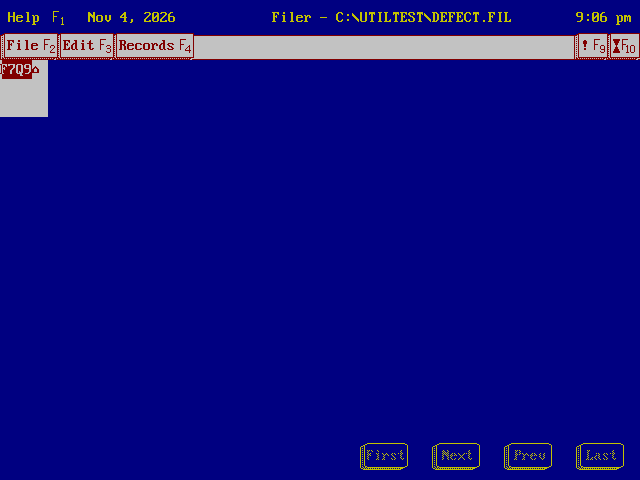 Help F1 Nov 4, 2026 Filer - C:\UTILTEST\DEFECT.FIL 9:06 pm
File F2 Edit F3 Records F4 ! F9 F10
F7Q9
First Next Prev Last